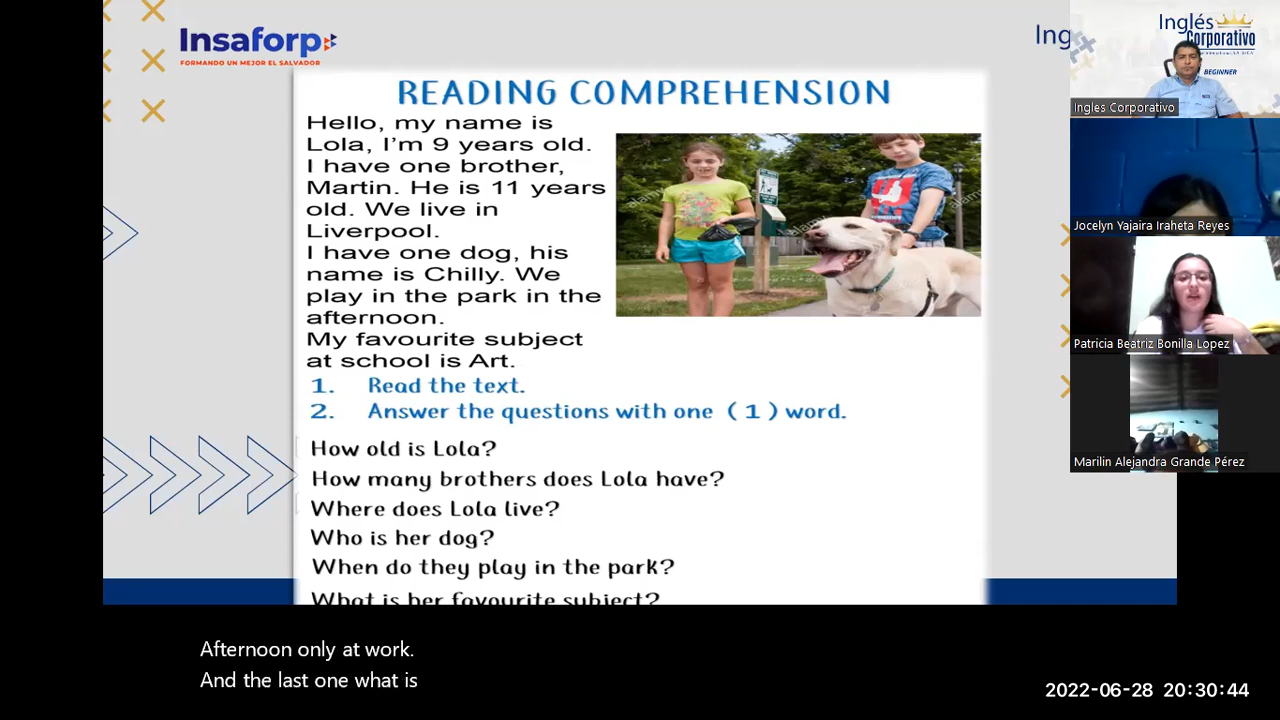 Insaforp
FORMANDO UN MEJOR EL SALVADOR
Ing
READING COMPREHENSION
Hello, my name is
Lola, I'm 9 years old.
I have one brother,
Martin. He is 11 years
old. We live in
Liverpool.
I have one dog, his
name is Chilly. We
play in the park in the
afternoon.
My favourite subject
at school is Art.
1. Read the text.
2. Answer the questions with one ( 1 ) word.
How old is Lola?
How many brothers does Lola have?
Where does Lola live?
Who is her dog?
When do they play in the park?
What is her favourite subject?
Inglés
Corporativo
BEGINNER
Ingles Corporativo
Jocelyn Yajaira Iraheta Reyes
Patricia Beatriz Bonilla Lopez
Marilin Alejandra Grande Pérez
Afternoon only at work.
And the last one what is
2022-06-28 20:30:44